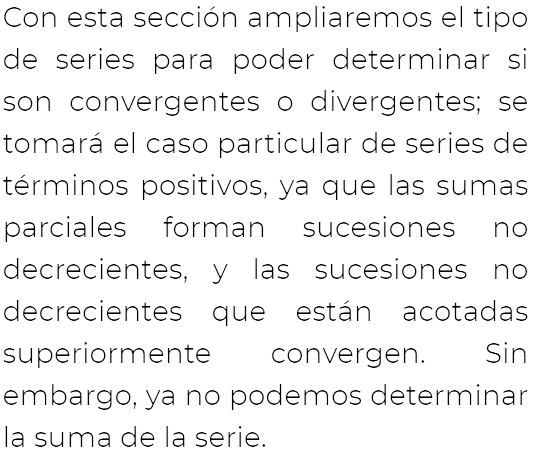 Con esta sección ampliaremos el tipo
de series para poder determinar si
son convergentes o divergentes; se
tomará el caso particular de series de
términos positivos, ya que las sumas
parciales forman sucesiones no
decrecientes, y las sucesiones no
decrecientes que están acotadas
superiormente convergen. Sin
embargo, ya no podemos determinar
la suma de la serie.